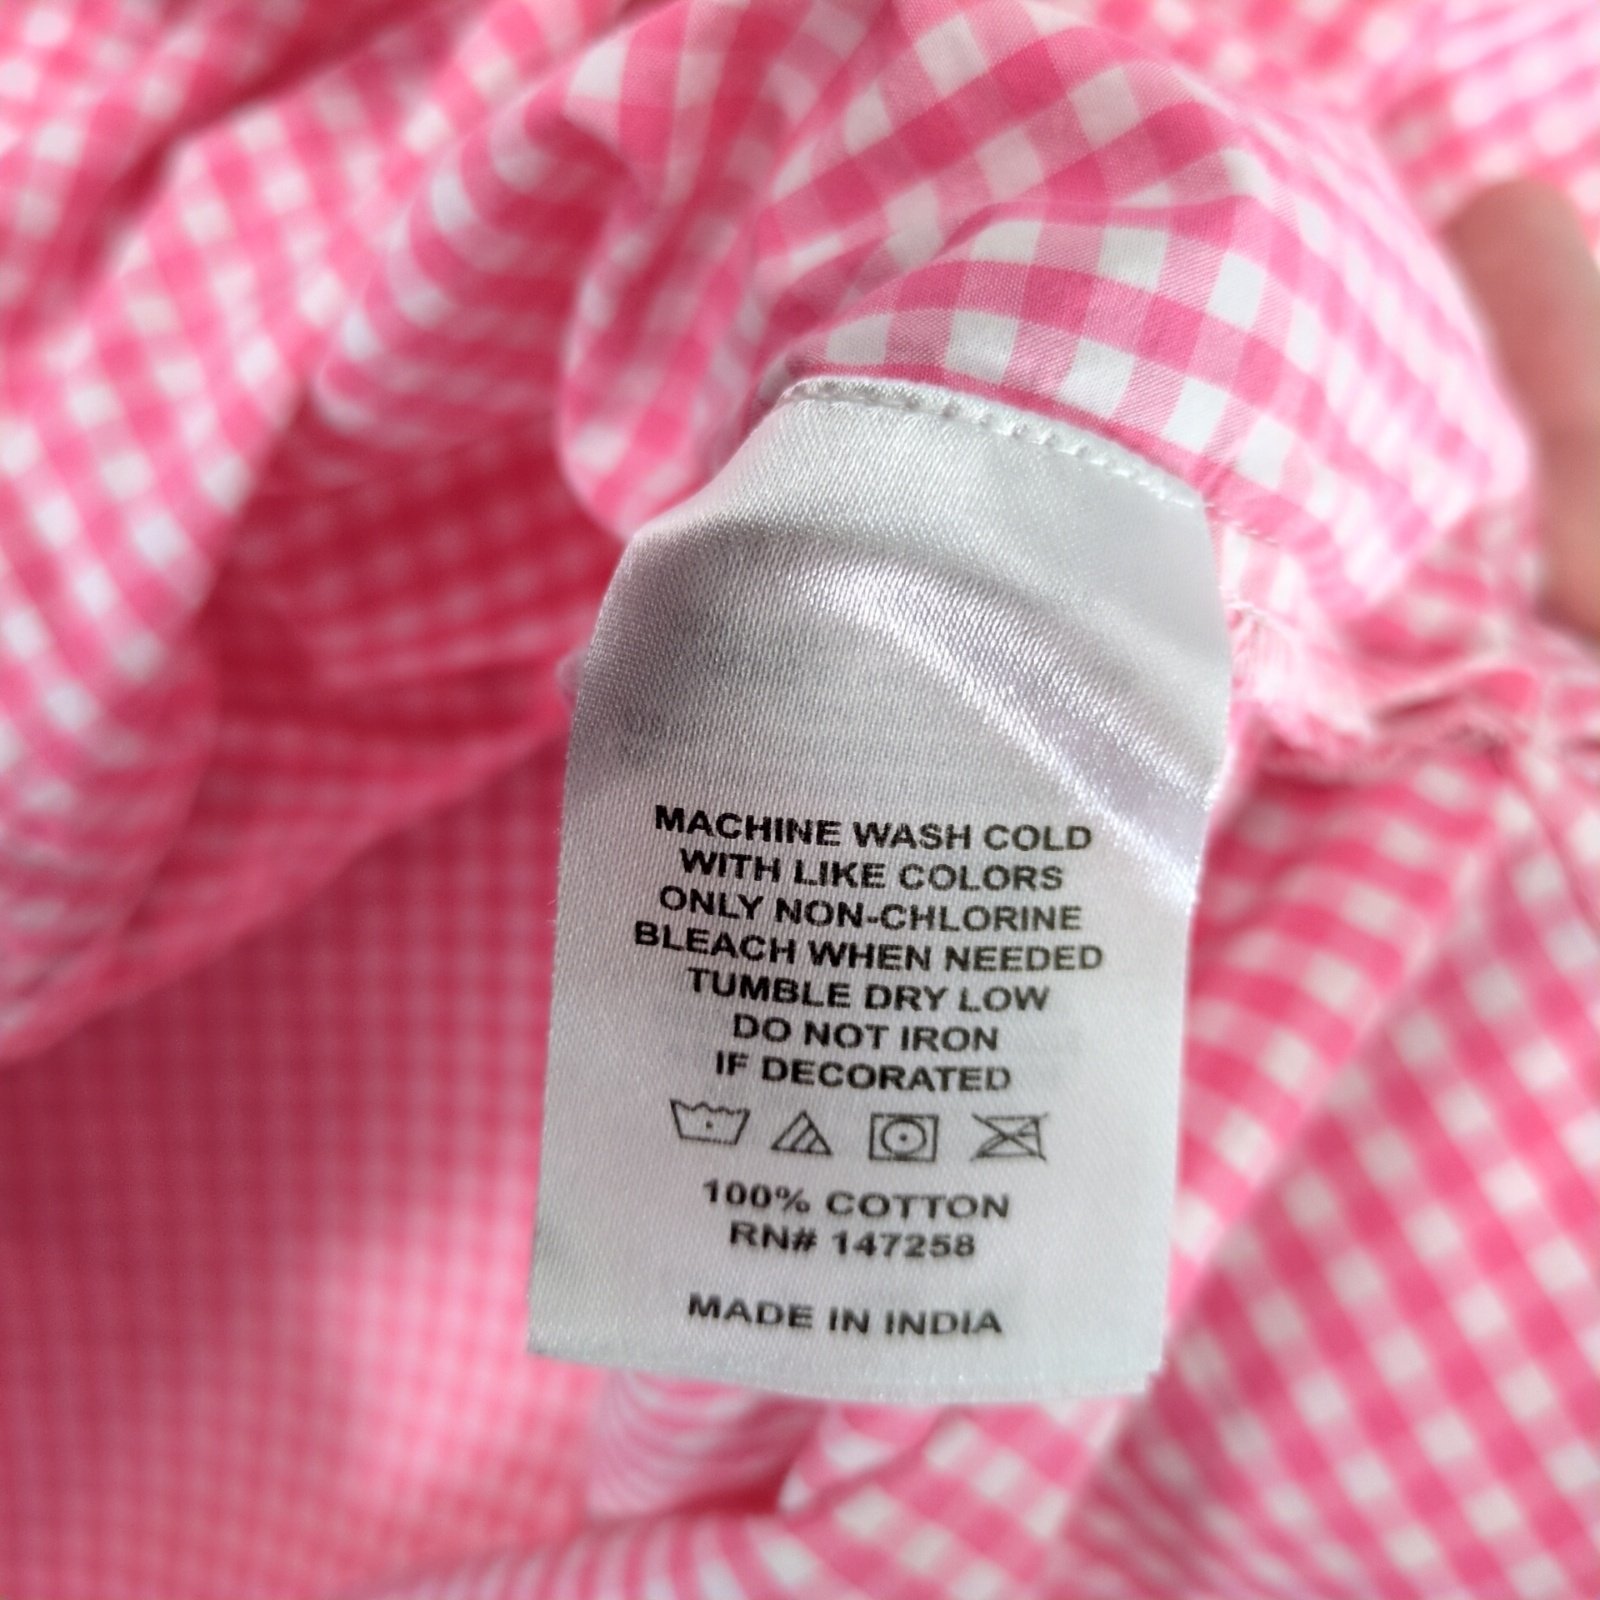 MACHINE WASH COLD
WITH LIKE COLORS
ONLY NON-CHLORINE
BLEACH WHEN NEEDED
TUMBLE DRY LOW
DO NOT IRON
IF DECORATED
100% COTTON
RN# 147258
MADE IN INDIA